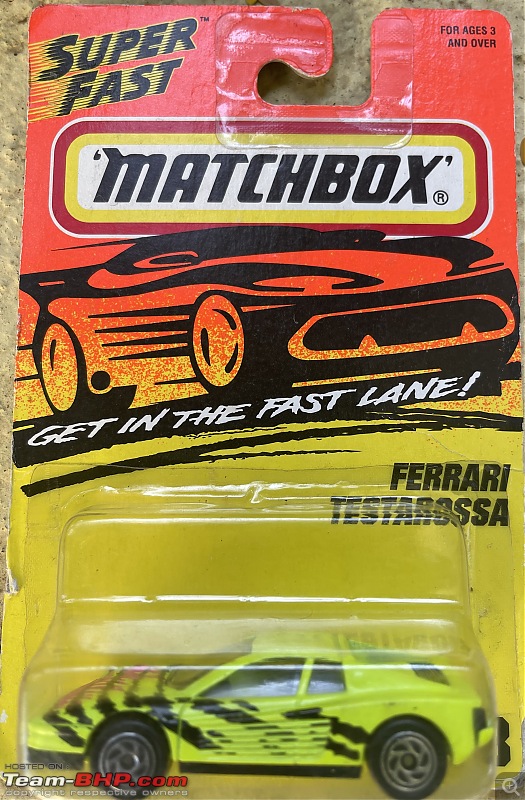 SUPER FAST™
FOR AGES 3
AND OVER
'MATCHBOX'®
GET IN THE FAST LANE!
FERRARI
TESTAROSSA
HOSTED ON
Team-BHP.com
copyright respective owners